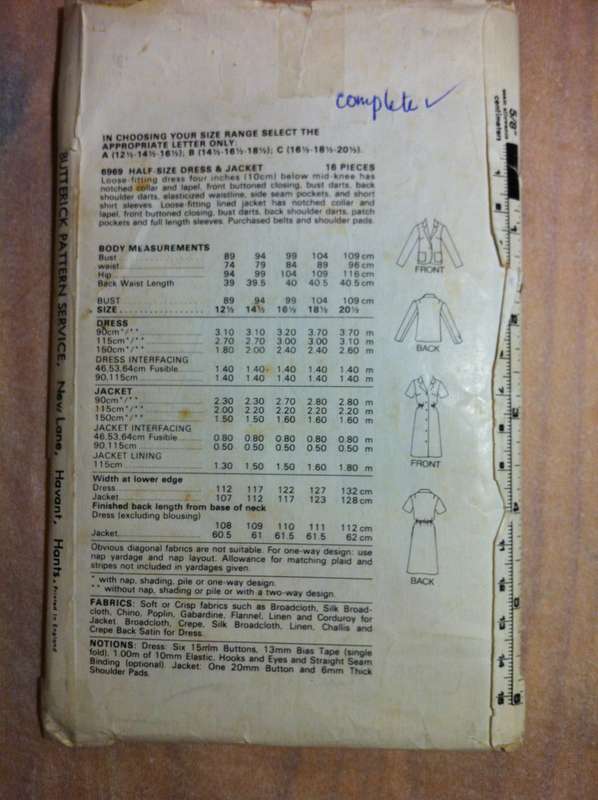 complete ✓
IN CHOOSING YOUR SIZE RANGE SELECT THE
APPROPRIATE LETTER ONLY:
A (12½-14½-16½); B (14½-16½-18½); C (16½-18½-20½).
6969 HALF-SIZE DRESS & JACKET 16 PIECES
Loose-fitting dress four inches (10cm) below mid-knee has
notched collar and lapel, front buttoned closing, bust darts, back
shoulder darts, elasticized waistline, side seam pockets, and short
shirt sleeves. Loose-fitting lined jacket has notched collar and
lapel, front buttoned closing, bust darts, back shoulder darts, patch
pockets and full length sleeves. Purchased belts and shoulder pads.
BODY MEASUREMENTS
Bust 89 94 99 104 109 cm
waist 74 79 84 89 96 cm
Hip 94 99 104 109 116 cm
Back Waist Length 39 39.5 40 40.5 40.5 cm
BUST 89 94 99 104 109 cm
SIZE 12½ 14½ 16½ 18½ 20½
DRESS
90cm*/** 3.10 3.10 3.20 3.70 3.70 m
115cm*/** 2.70 2.70 3.00 3.00 3.10 m
150cm*/** 1.80 2.00 2.40 2.40 2.60 m
DRESS INTERFACING
46,53,64cm Fusible 1.40 1.40 1.40 1.40 1.40 m
90,115cm 1.40 1.40 1.40 1.40 1.40 m
JACKET
90cm*/** 2.30 2.30 2.70 2.80 2.80 m
115cm*/** 2.00 2.20 2.20 2.20 2.20 m
150cm*/** 1.50 1.50 1.60 1.60 1.60 m
JACKET INTERFACING
46,53,64cm Fusible 0.80 0.80 0.80 0.80 0.80 m
90,115cm 0.50 0.50 0.50 0.50 0.50 m
JACKET LINING
115cm 1.30 1.50 1.50 1.60 1.80 m
Width at lower edge
Dress 112 117 122 127 132 cm
Jacket 107 112 117 123 128 cm
Finished back length from base of neck
Dress (excluding blousing)
108 109 110 111 112 cm
Jacket 60.5 61 61.5 61.5 62 cm
Obvious diagonal fabrics are not suitable. For one-way design: use
nap yardage and nap layout. Allowance for matching plaid and
stripes not included in yardages given.
* with nap, shading, pile or one-way design.
** without nap, shading or pile or with a two-way design.
FABRICS: Soft or Crisp fabrics such as Broadcloth, Silk Broad-
cloth, Chino, Poplin, Gabardine, Flannel, Linen and Corduroy for
Jacket. Broadcloth, Crepe, Silk Broadcloth, Linen, Challis and
Crepe Back Satin for Dress.
NOTIONS: Dress: Six 15mm Buttons, 13mm Bias Tape (single
fold), 1.00m of 10mm Elastic, Hooks and Eyes and Straight Seam
Binding (optional). Jacket: One 20mm Button and 6mm Thick
Shoulder Pads.
FRONT
BACK
FRONT
BACK
BUTTERICK PATTERN SERVICE, New Lane, Havant, Hants. Printed in England
5/8"
centimeters